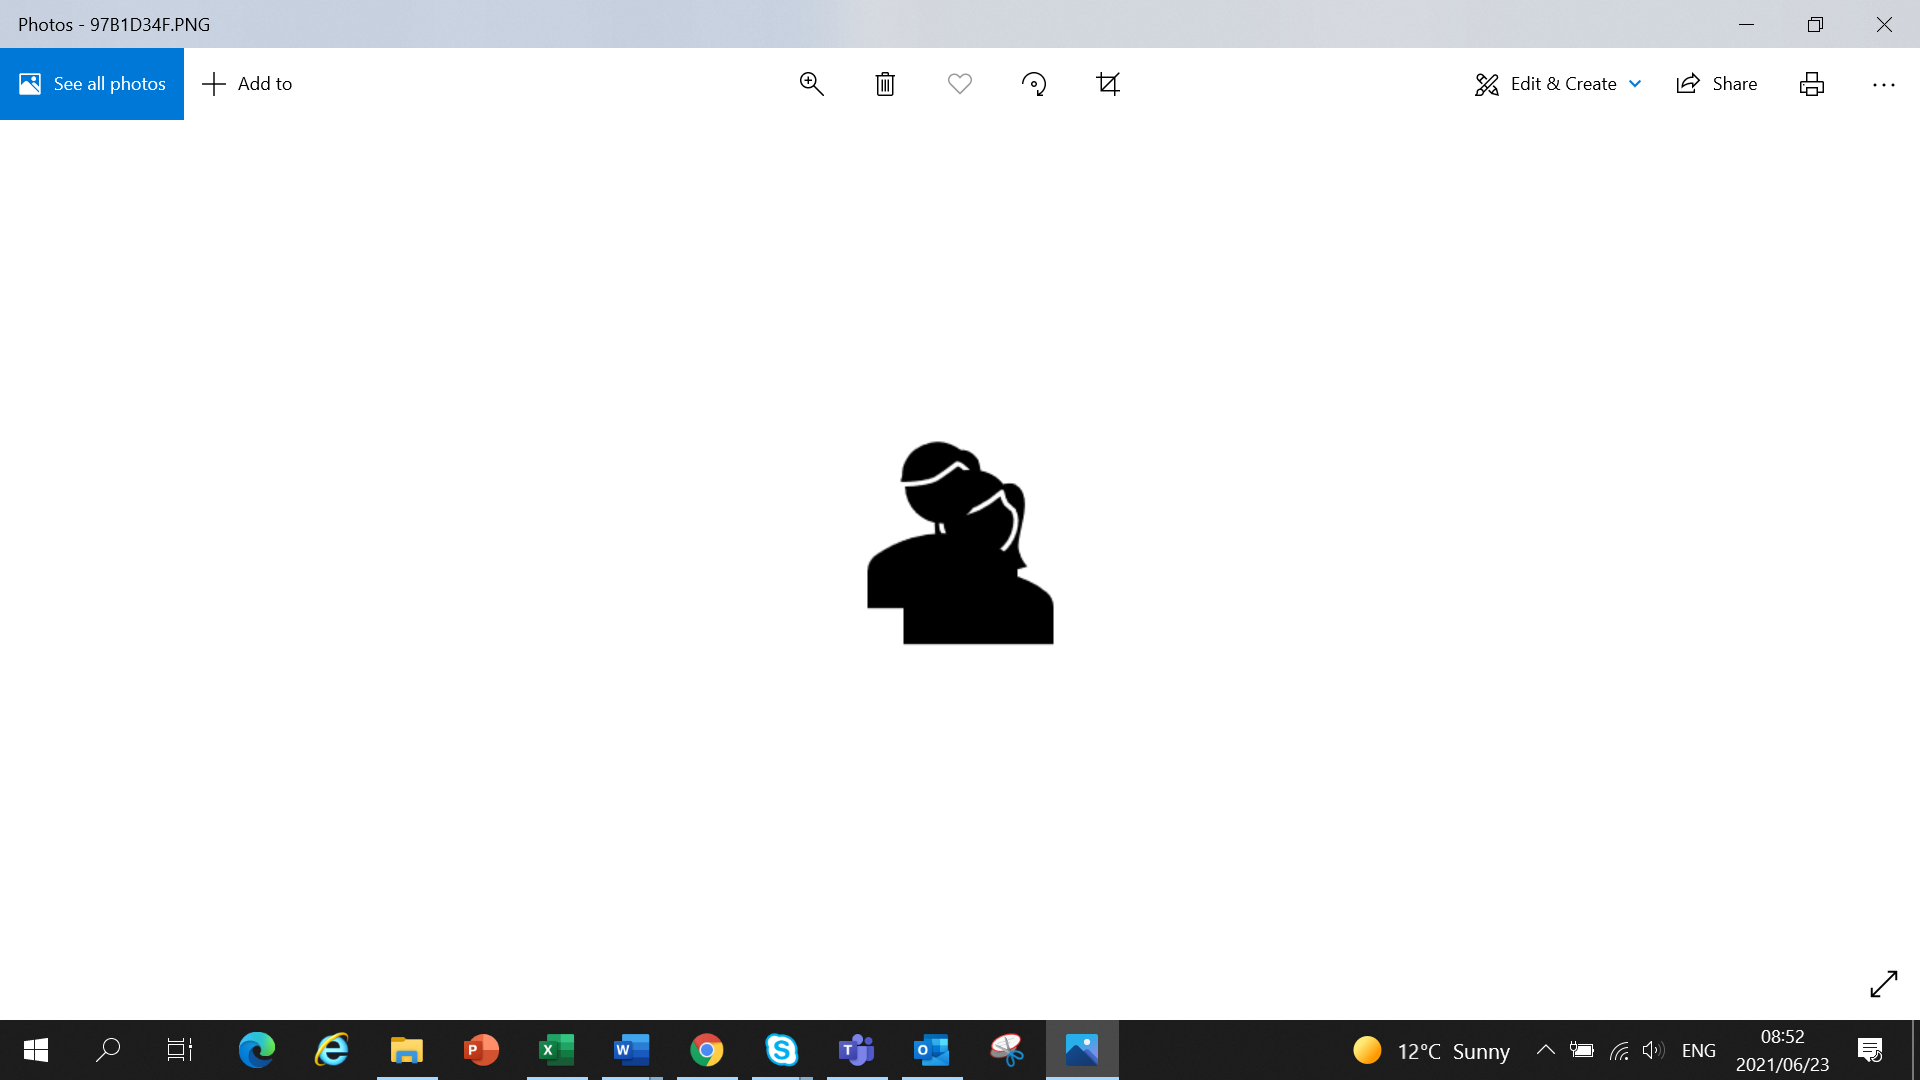 Photos - 97B1D34F.PNG
See all photos
Add to
Edit & Create
Share
12°C Sunny
ENG
08:52
2021/06/23